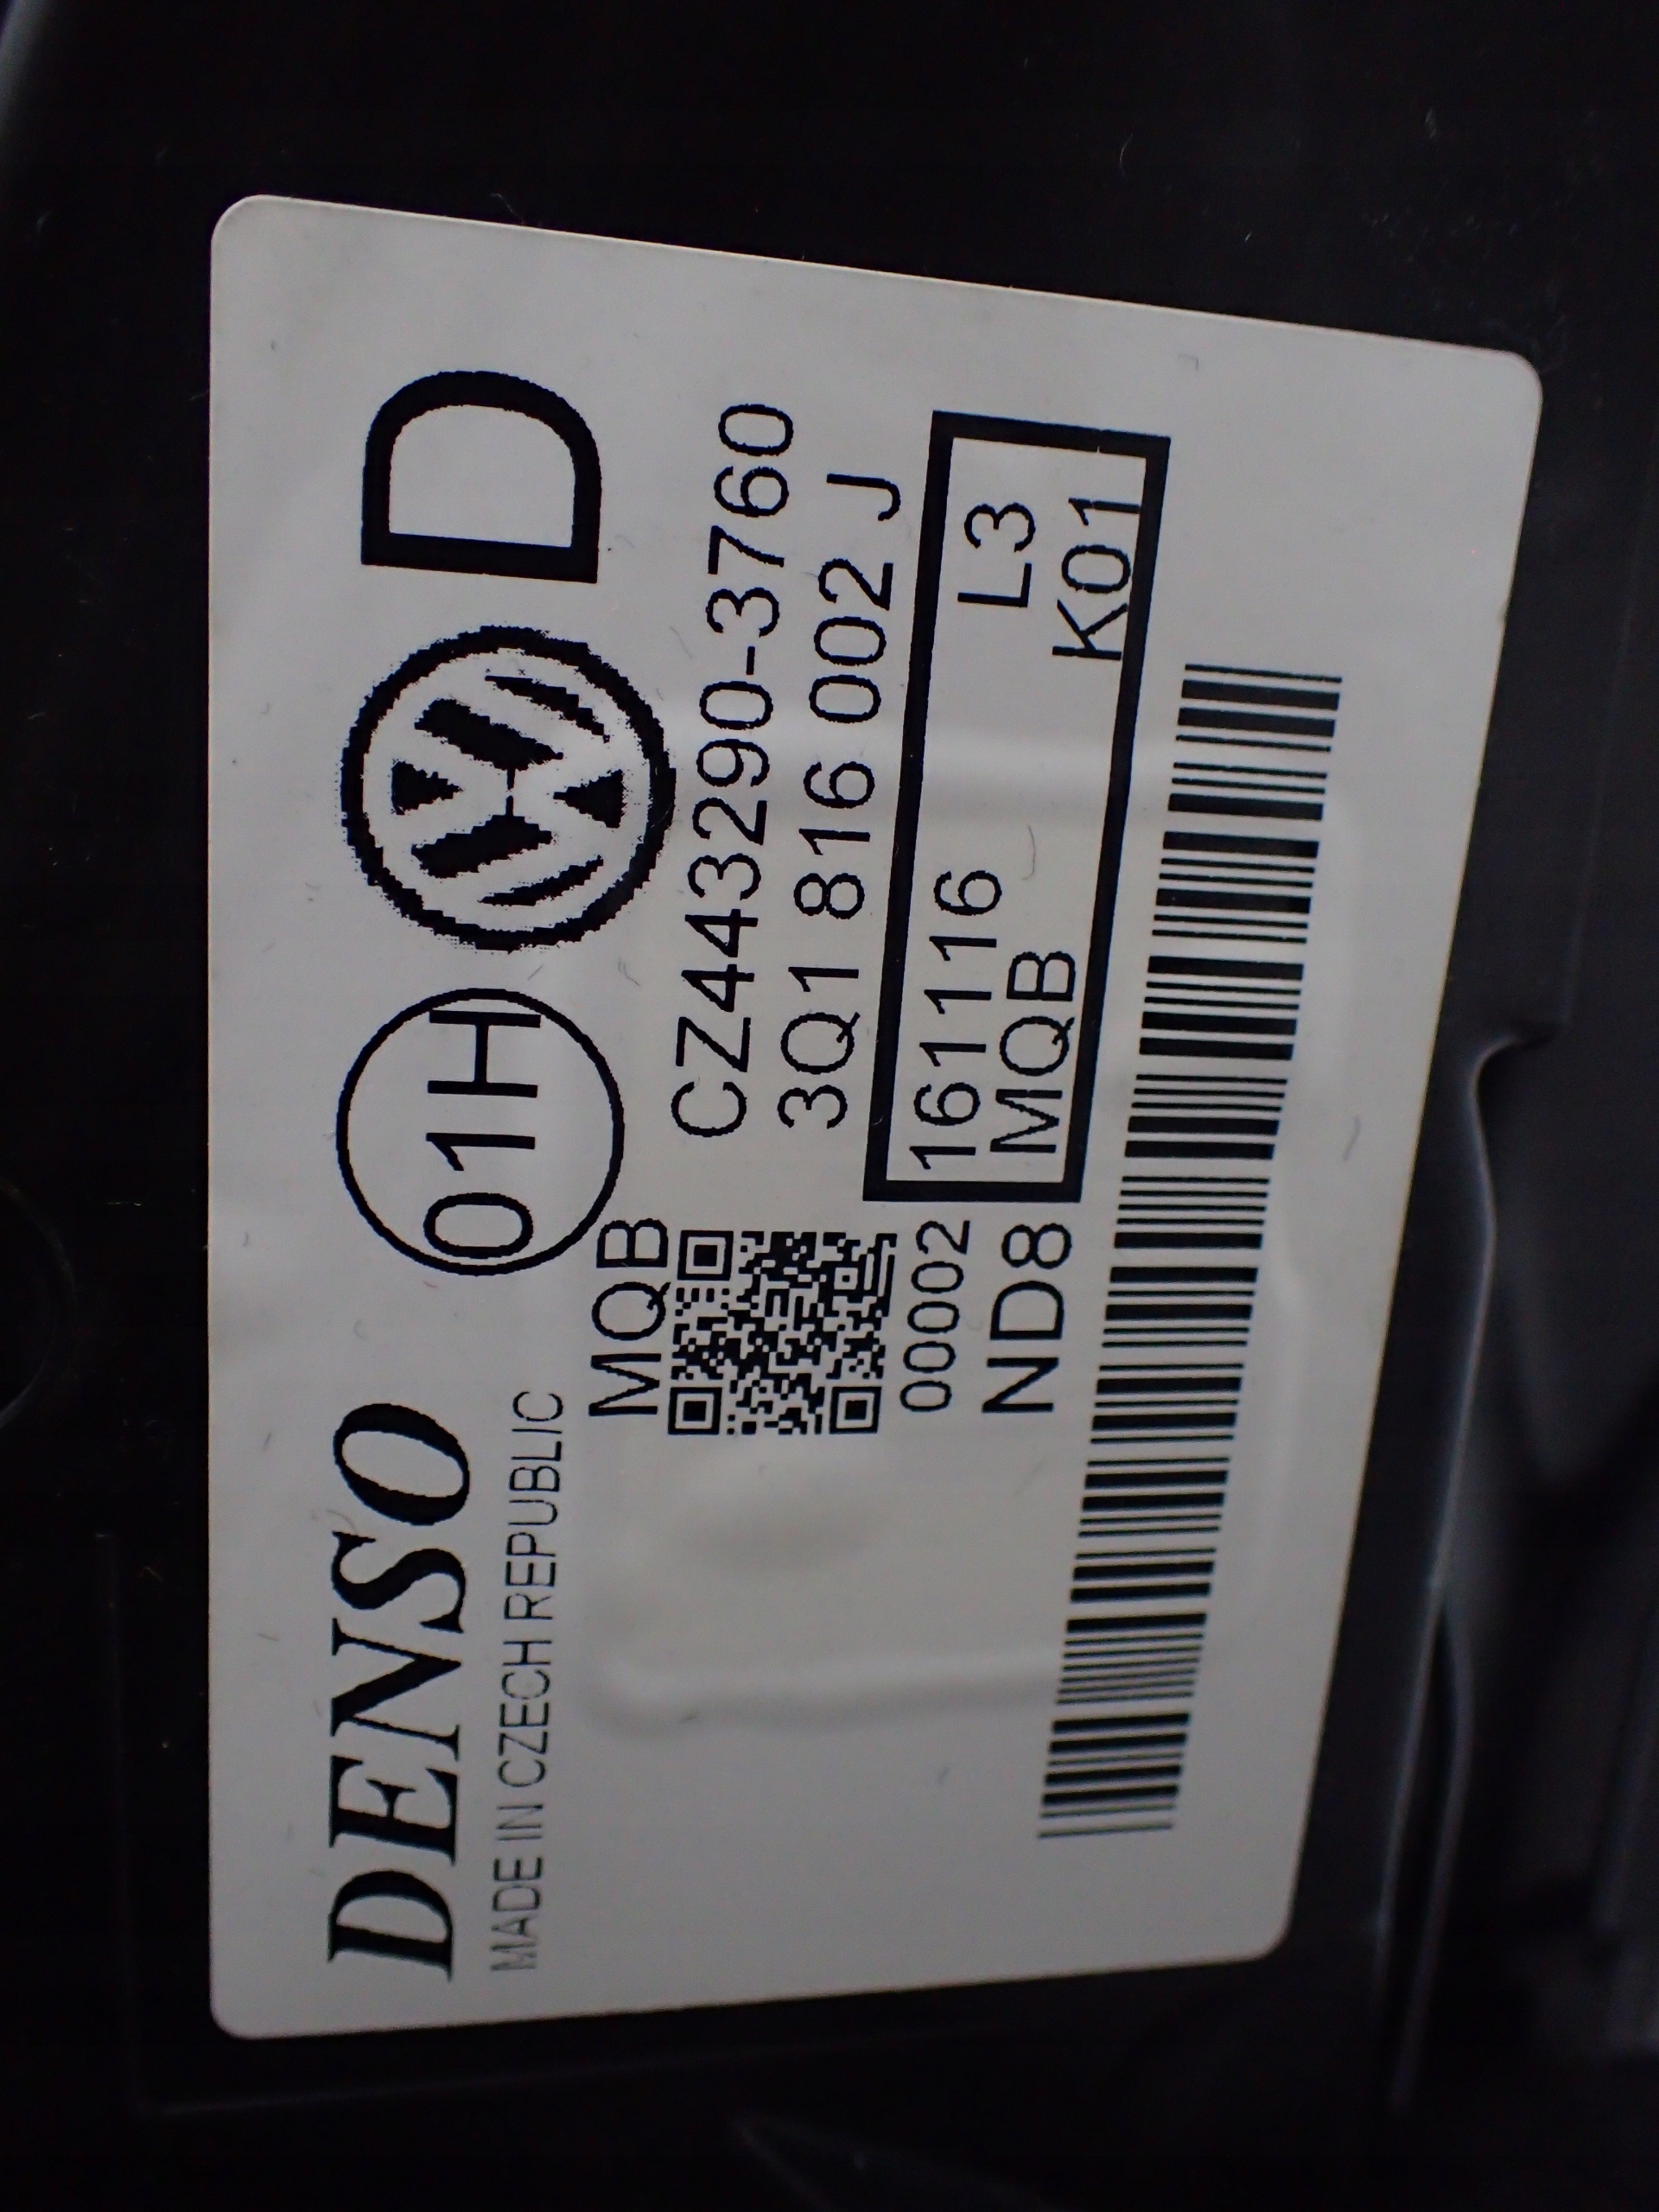 DENSO
MADE IN CZECH REPUBLIC
01H
D
MQB
CZ443290-3760
3Q1 816 002 J
00002
ND8
161116 L3
MQB K01